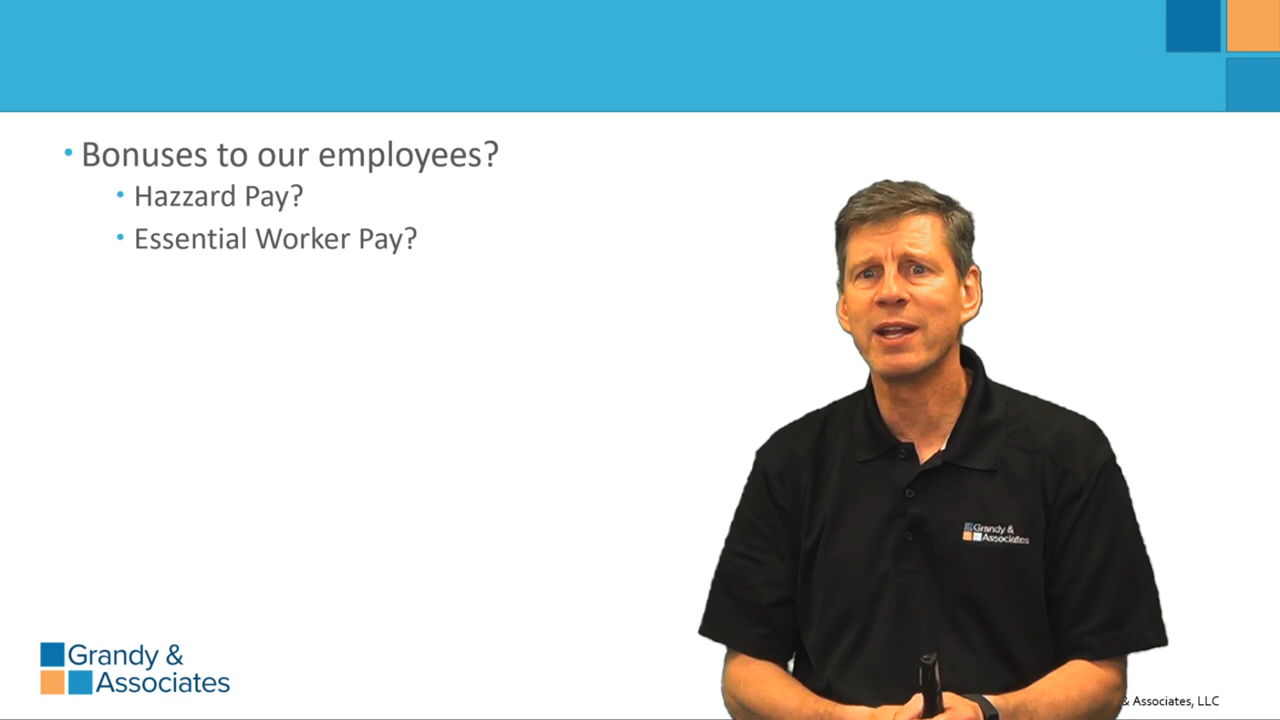 • Bonuses to our employees?
• Hazzard Pay?
• Essential Worker Pay?
Grandy &
Associates
Grandy &
Associates
& Associates, LLC